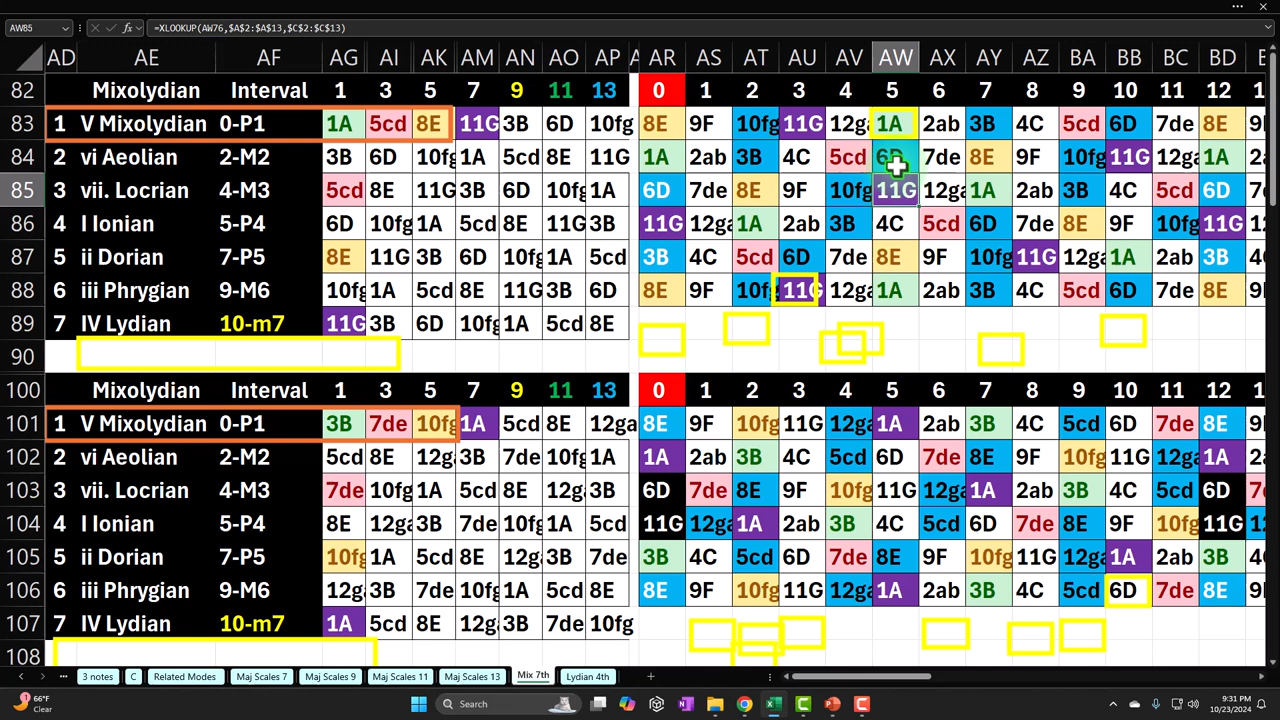 AW85 fx =XLOOKUP(AW76,$A$2:$A$13,$C$2:$C$13)
AD AE AF AG AI AK AM AN AO AP AR AS AT AU AV AW AX AY AZ BA BB BC BD
82 Mixolydian Interval 1 3 5 7 9 11 13 0 1 2 3 4 5 6 7 8 9 10 11 12 1
83 1 V Mixolydian 0-P1 1A 5cd 8E 11G 3B 6D 10fg 8E 9F 10fg 11G 12ga 1A 2ab 3B 4C 5cd 6D 7de 8E 9F
84 2 vi Aeolian 2-M2 3B 6D 10fg 1A 5cd 8E 11G 1A 2ab 3B 4C 5cd 6D 7de 8E 9F 10fg 11G 12ga 1A 2a
85 3 vii. Locrian 4-M3 5cd 8E 11G 3B 6D 10fg 1A 6D 7de 8E 9F 10fg 11G 12ga 1A 2ab 3B 4C 5cd 6D 7d
86 4 I Ionian 5-P4 6D 10fg 1A 5cd 8E 11G 3B 11G 12ga 1A 2ab 3B 4C 5cd 6D 7de 8E 9F 10fg 11G 12
87 5 ii Dorian 7-P5 8E 11G 3B 6D 10fg 1A 5cd 3B 4C 5cd 6D 7de 8E 9F 10fg 11G 12ga 1A 2ab 3B 4C
88 6 iii Phrygian 9-M6 10fg 1A 5cd 8E 11G 3B 6D 8E 9F 10fg 11G 12ga 1A 2ab 3B 4C 5cd 6D 7de 8E 9F
89 7 IV Lydian 10-m7 11G 3B 6D 10fg 1A 5cd 8E
90
100 Mixolydian Interval 1 3 5 7 9 11 13 0 1 2 3 4 5 6 7 8 9 10 11 12 1
101 1 V Mixolydian 0-P1 3B 7de 10fg 1A 5cd 8E 12ga 8E 9F 10fg 11G 12ga 1A 2ab 3B 4C 5cd 6D 7de 8E 9F
102 2 vi Aeolian 2-M2 5cd 8E 12ga 3B 7de 10fg 1A 1A 2ab 3B 4C 5cd 6D 7de 8E 9F 10fg 11G 12ga 1A 2a
103 3 vii. Locrian 4-M3 7de 10fg 1A 5cd 8E 12ga 3B 6D 7de 8E 9F 10fg 11G 12ga 1A 2ab 3B 4C 5cd 6D 7d
104 4 I Ionian 5-P4 8E 12ga 3B 7de 10fg 1A 5cd 11G 12ga 1A 2ab 3B 4C 5cd 6D 7de 8E 9F 10fg 11G 12
105 5 ii Dorian 7-P5 10fg 1A 5cd 8E 12ga 3B 7de 3B 4C 5cd 6D 7de 8E 9F 10fg 11G 12ga 1A 2ab 3B 4C
106 6 iii Phrygian 9-M6 12ga 3B 7de 10fg 1A 5cd 8E 8E 9F 10fg 11G 12ga 1A 2ab 3B 4C 5cd 6D 7de 8E 9F
107 7 IV Lydian 10-m7 1A 5cd 8E 12ga 3B 7de 10fg
108
3 notes C Related Modes Maj Scales 7 Maj Scales 9 Maj Scales 11 Maj Scales 13 Mix 7th Lydian 4th
66°F
Clear
Search
9:31 PM
10/23/2024